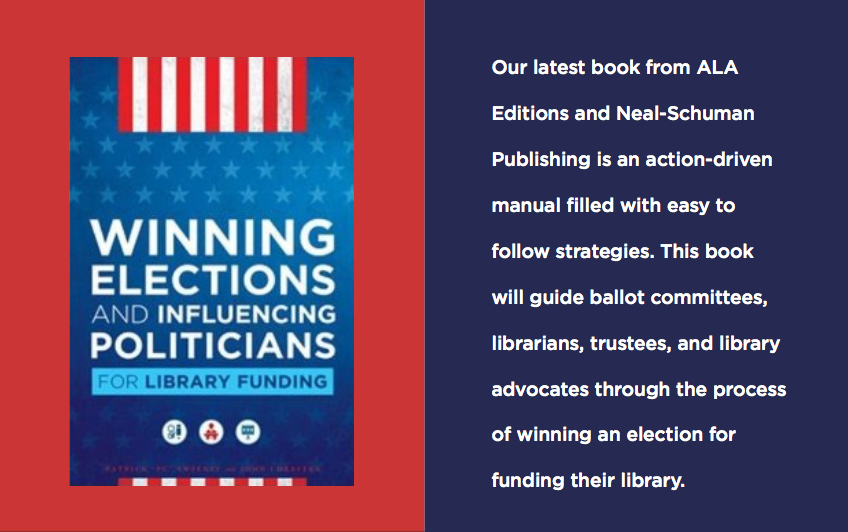 WINNING
ELECTIONS
AND INFLUENCING
POLITICIANS
FOR LIBRARY FUNDING
PATRICK "PC" SWEENEY AND JOHN CHRASTKA
Our latest book from ALA
Editions and Neal-Schuman
Publishing is an action-driven
manual filled with easy to
follow strategies. This book
will guide ballot committees,
librarians, trustees, and library
advocates through the process
of winning an election for
funding their library.